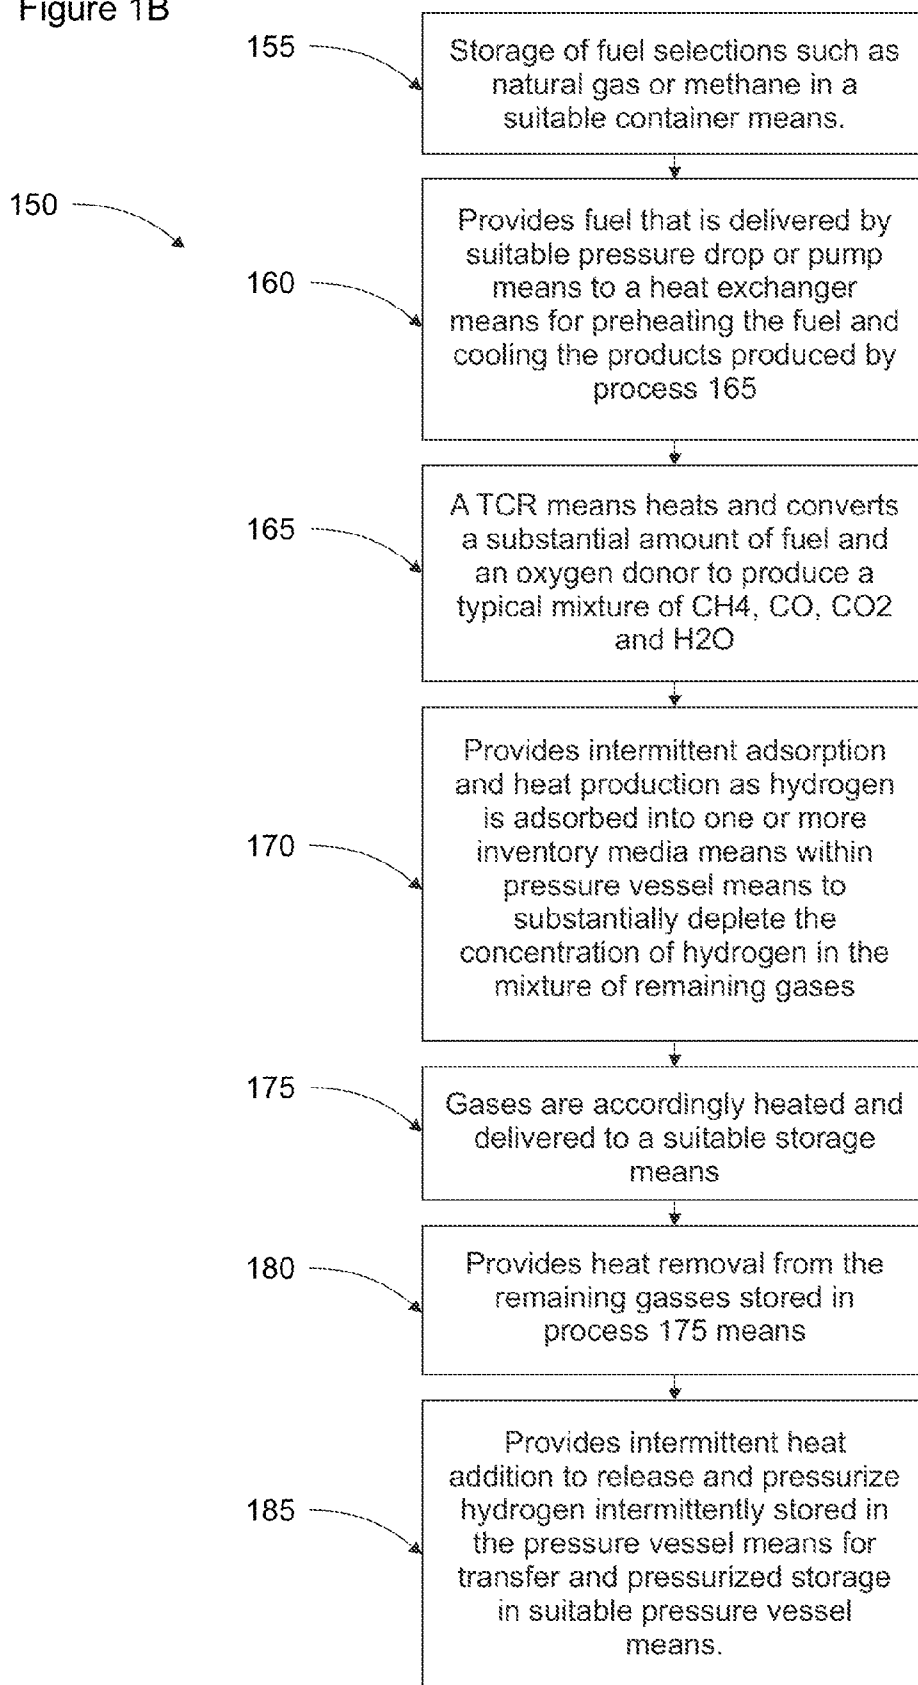 Figure 1B
155
Storage of fuel selections such as
natural gas or methane in a
suitable container means.
150
160
Provides fuel that is delivered by
suitable pressure drop or pump
means to a heat exchanger
means for preheating the fuel and
cooling the products produced by
process 165
165
A TCR means heats and converts
a substantial amount of fuel and
an oxygen donor to produce a
typical mixture of CH4, CO, CO2
and H2O
170
Provides intermittent adsorption
and heat production as hydrogen
is adsorbed into one or more
inventory media means within
pressure vessel means to
substantially deplete the
concentration of hydrogen in the
mixture of remaining gases
175
Gases are accordingly heated and
delivered to a suitable storage
means
180
Provides heat removal from the
remaining gasses stored in
process 175 means
185
Provides intermittent heat
addition to release and pressurize
hydrogen intermittently stored in
the pressure vessel means for
transfer and pressurized storage
in suitable pressure vessel
means.